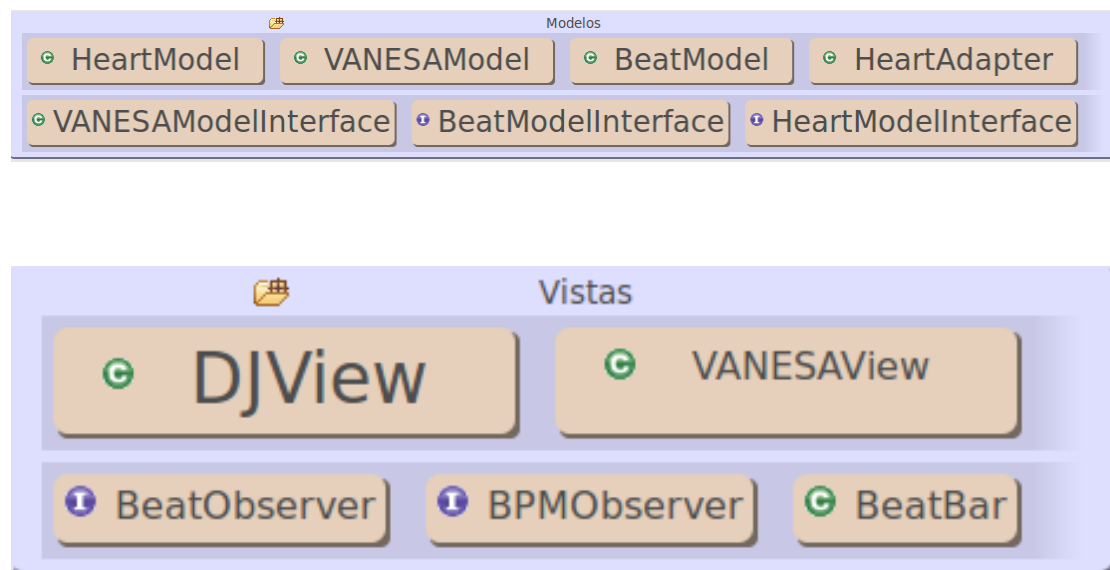 Modelos
C HeartModel C VANESAModel C BeatModel C HeartAdapter
C VANESAModelInterface I BeatModelInterface I HeartModelInterface
Vistas
C DJView C VANESAView
I BeatObserver I BPMObserver C BeatBar